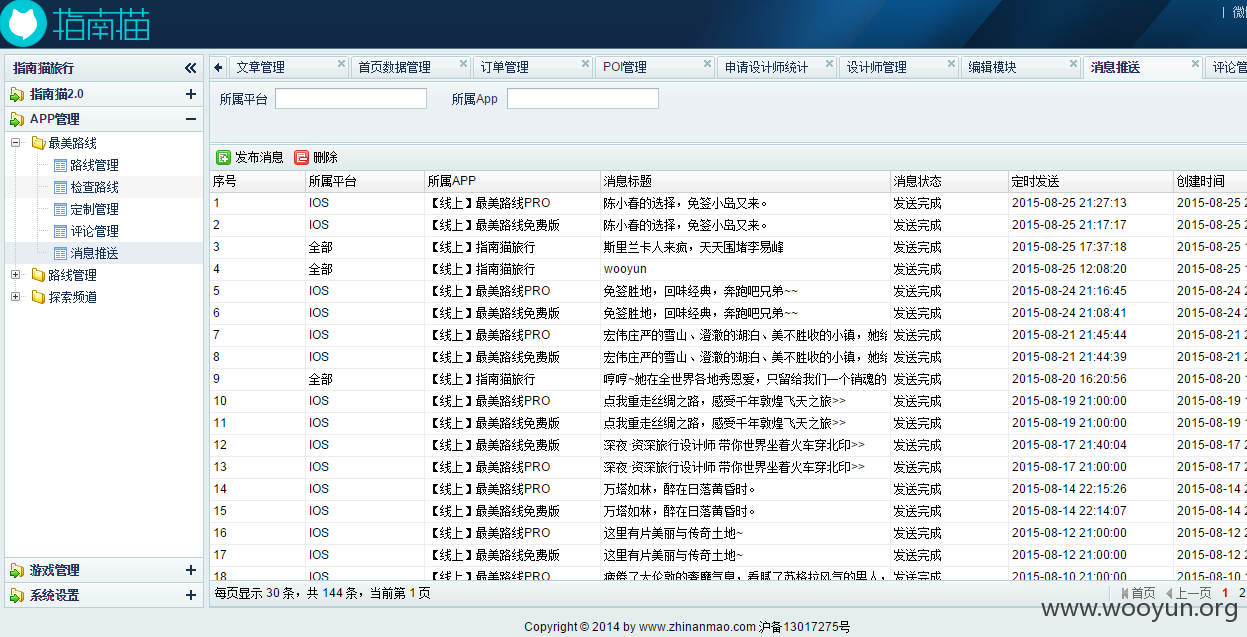 指南猫
| 微
指南猫旅行
指南猫2.0
APP管理
最美路线
路线管理
检查路线
定制管理
评论管理
消息推送
路线管理
探索频道
游戏管理
系统设置
文章管理 首页数据管理 订单管理 POI管理 申请设计师统计 设计师管理 编辑模块 消息推送 评论管
所属平台 所属App
发布消息 删除
序号 所属平台 所属APP 消息标题 消息状态 定时发送 创建时间
1 IOS 【线上】最美路线PRO 陈小春的选择，免签小岛又来。 发送完成 2015-08-25 21:27:13 2015-08-25 2
2 IOS 【线上】最美路线免费版 陈小春的选择，免签小岛又来。 发送完成 2015-08-25 21:17:17 2015-08-25 2
3 全部 【线上】指南猫旅行 斯里兰卡人来疯，天天围堵李易峰 发送完成 2015-08-25 17:37:18 2015-08-25 1
4 全部 【线上】指南猫旅行 wooyun 发送完成 2015-08-25 12:08:20 2015-08-25 1
5 IOS 【线上】最美路线PRO 免签胜地，回味经典，奔跑吧兄弟~~ 发送完成 2015-08-24 21:16:45 2015-08-24 2
6 IOS 【线上】最美路线免费版 免签胜地，回味经典，奔跑吧兄弟~~ 发送完成 2015-08-24 21:08:41 2015-08-24 2
7 IOS 【线上】最美路线PRO 宏伟庄严的雪山、澄澈的湖泊、美不胜收的小镇，她给 发送完成 2015-08-21 21:45:44 2015-08-21 2
8 IOS 【线上】最美路线免费版 宏伟庄严的雪山、澄澈的湖泊、美不胜收的小镇，她给 发送完成 2015-08-21 21:44:39 2015-08-21 2
9 全部 【线上】指南猫旅行 哼哼~她在全世界各地秀恩爱，只留给我们一个销魂的 发送完成 2015-08-20 16:20:56 2015-08-20 1
10 IOS 【线上】最美路线PRO 点我重走丝绸之路，感受千年敦煌飞天之旅>> 发送完成 2015-08-19 21:00:00 2015-08-19 1
11 IOS 【线上】最美路线免费版 点我重走丝绸之路，感受千年敦煌飞天之旅>> 发送完成 2015-08-19 21:00:00 2015-08-19 1
12 IOS 【线上】最美路线免费版 深夜·资深旅行设计师 带你世界坐着火车穿北印>> 发送完成 2015-08-17 21:40:04 2015-08-17 2
13 IOS 【线上】最美路线PRO 深夜·资深旅行设计师 带你世界坐着火车穿北印>> 发送完成 2015-08-17 21:00:00 2015-08-17 2
14 IOS 【线上】最美路线PRO 万塔如林，醉在日落黄昏时。 发送完成 2015-08-14 22:15:26 2015-08-14 2
15 IOS 【线上】最美路线免费版 万塔如林，醉在日落黄昏时。 发送完成 2015-08-14 22:14:07 2015-08-14 2
16 IOS 【线上】最美路线PRO 这里有片美丽与传奇土地~ 发送完成 2015-08-12 21:00:00 2015-08-12 2
17 IOS 【线上】最美路线免费版 这里有片美丽与传奇土地~ 发送完成 2015-08-12 21:00:00 2015-08-12 2
18 IOS 【线上】最美路线PRO 疲倦了大伦敦的奢靡气息，看腻了苏格拉风气的男人， 发送完成 2015-08-10 21:00:00 2015-08-10 1
每页显示 30 条，共 144 条，当前第 1 页 首页 上一页 1 2
www.wooyun.org
Copyright © 2014 by www.zhinanmao.com 沪备13017275号